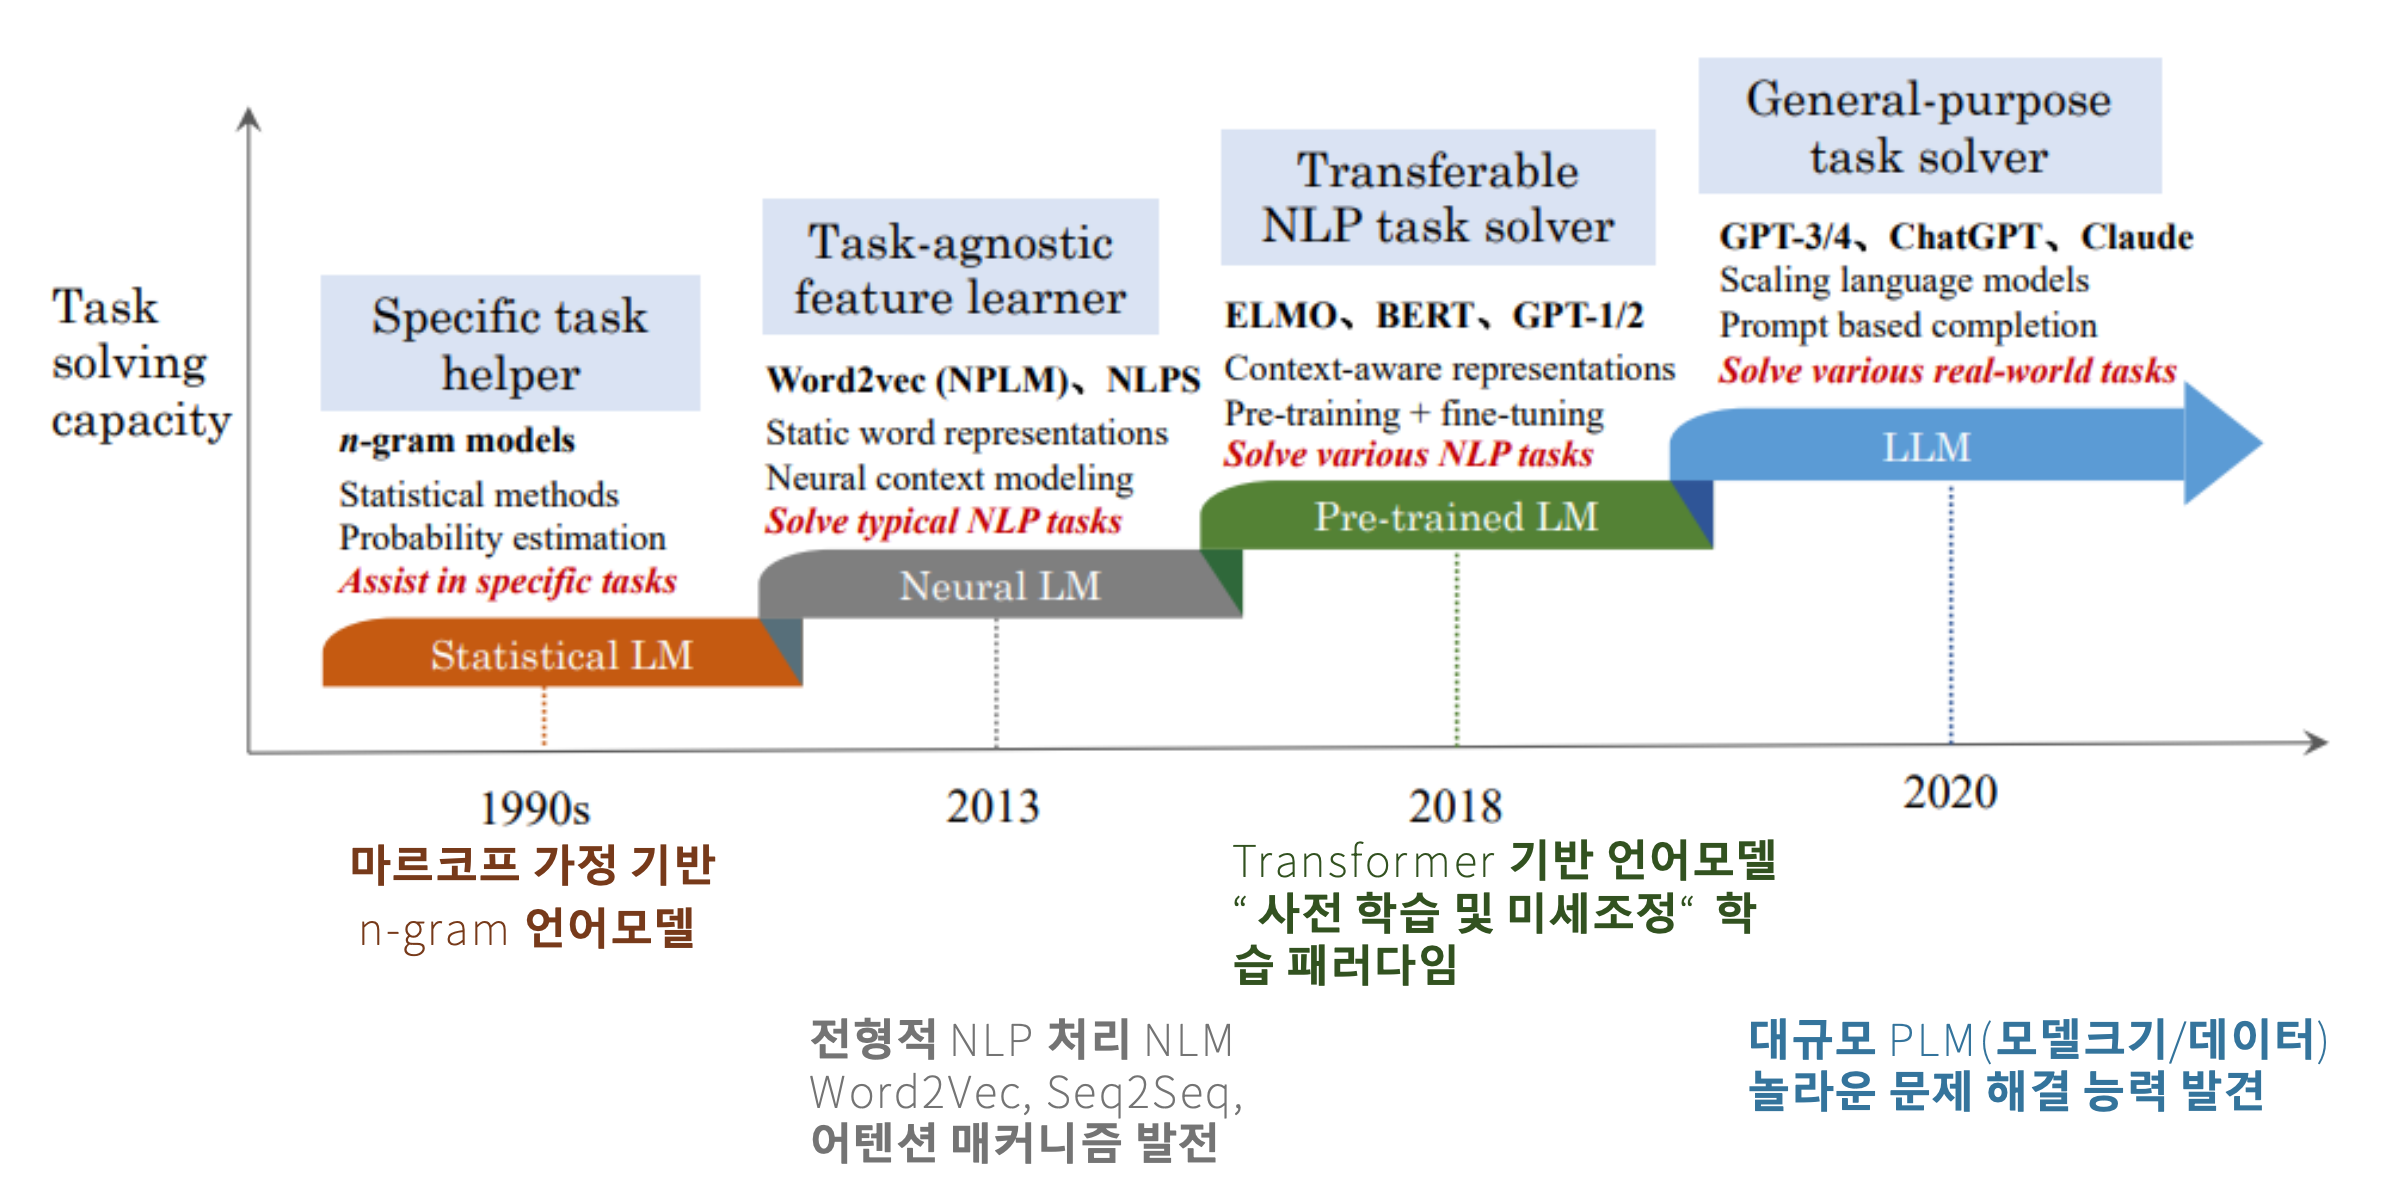 Task
solving
capacity
Specific task
helper
n-gram models
Statistical methods
Probability estimation
Assist in specific tasks
Statistical LM
1990s
마르코프 가정 기반
n-gram 언어모델
Task-agnostic
feature learner
Word2vec (NPLM)、NLPS
Static word representations
Neural context modeling
Solve typical NLP tasks
Neural LM
2013
전형적 NLP 처리 NLM
Word2Vec, Seq2Seq,
어텐션 매커니즘 발전
Transferable
NLP task solver
ELMO、BERT、GPT-1/2
Context-aware representations
Pre-training + fine-tuning
Solve various NLP tasks
Pre-trained LM
2018
Transformer 기반 언어모델
“ 사전 학습 및 미세조정“ 학
습 패러다임
General-purpose
task solver
GPT-3/4、ChatGPT、Claude
Scaling language models
Prompt based completion
Solve various real-world tasks
LLM
2020
대규모 PLM(모델크기/데이터)
놀라운 문제 해결 능력 발견